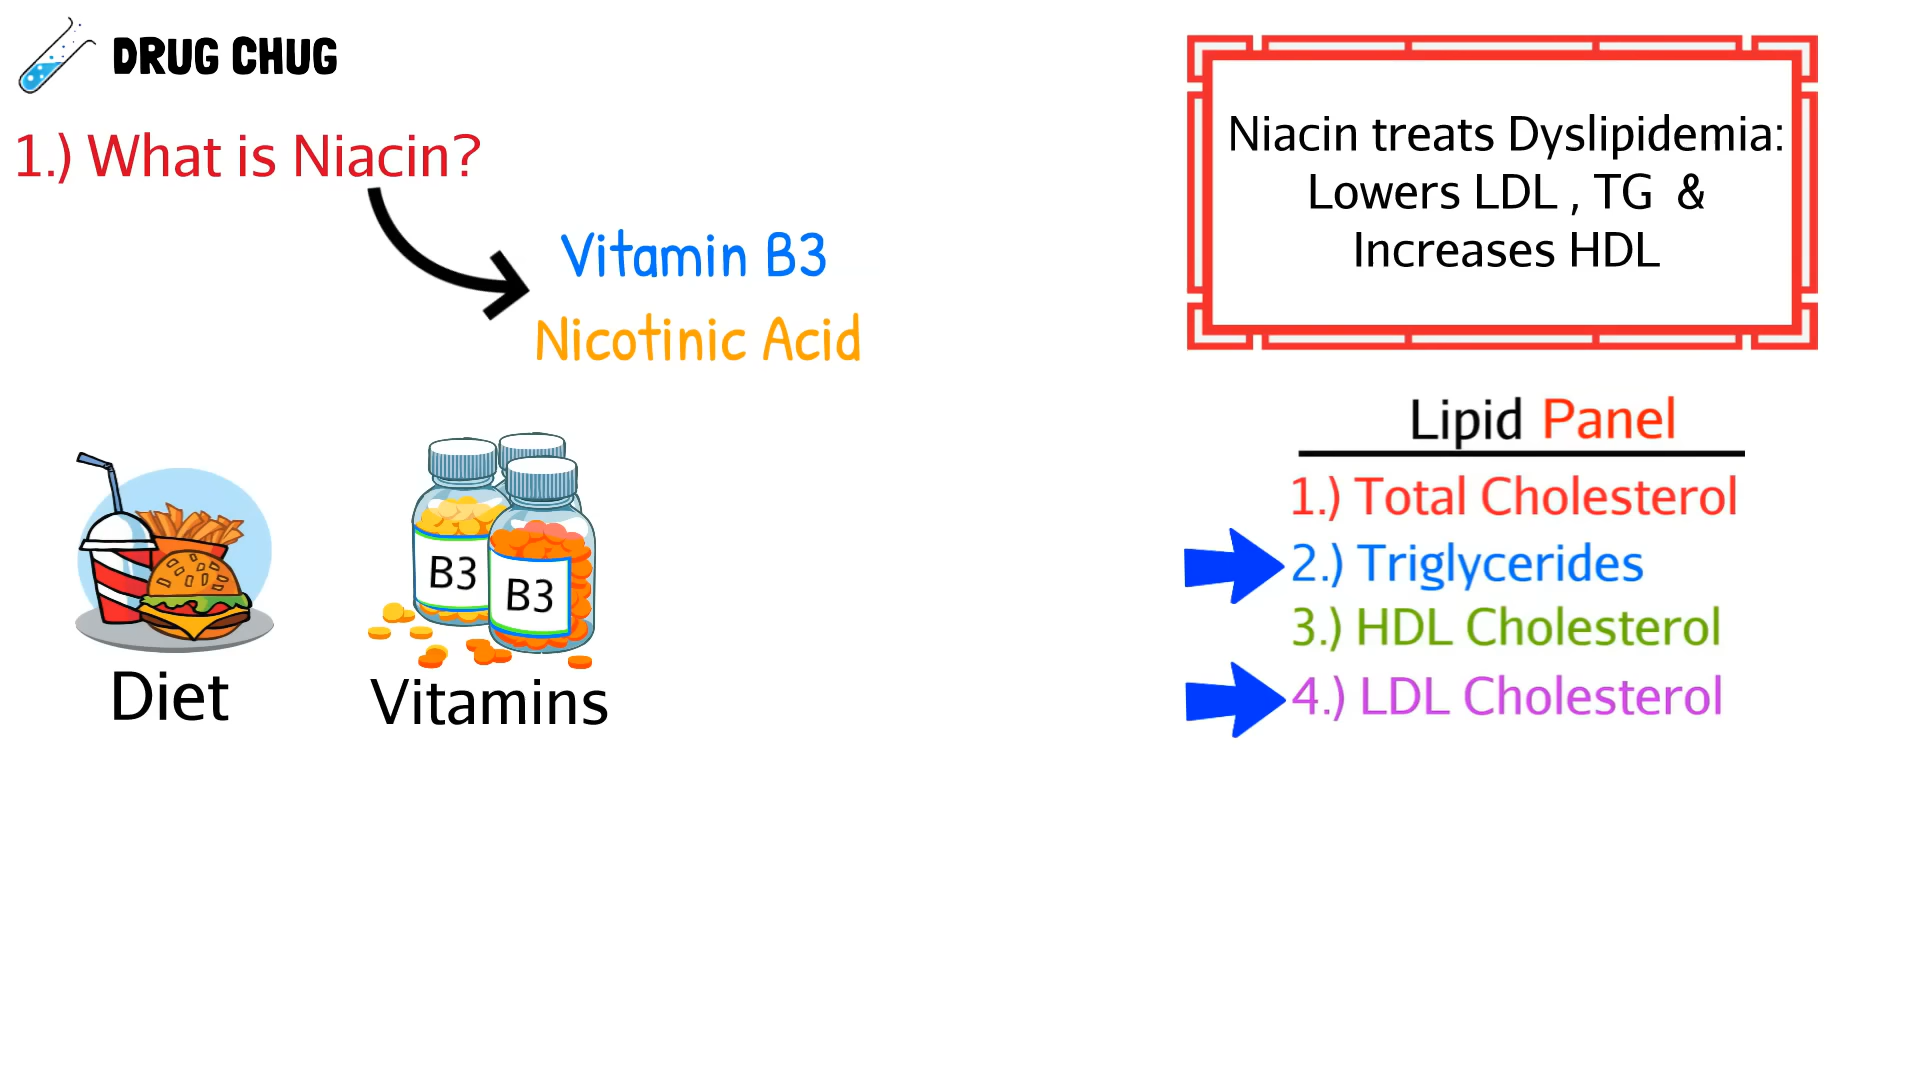 DRUG CHUG
1.) What is Niacin?
Vitamin B3
Nicotinic Acid
B3
B3
Diet
Vitamins
Niacin treats Dyslipidemia:
Lowers LDL , TG &
Increases HDL
Lipid Panel
1.) Total Cholesterol
2.) Triglycerides
3.) HDL Cholesterol
4.) LDL Cholesterol